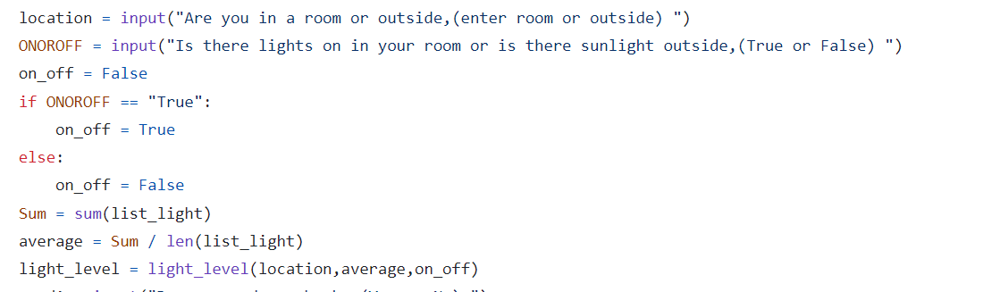 location = input("Are you in a room or outside,(enter room or outside) ")
ONOROFF = input("Is there lights on in your room or is there sunlight outside,(True or False) ")
on_off = False
if ONOROFF == "True":
    on_off = True
else:
    on_off = False
Sum = sum(list_light)
average = Sum / len(list_light)
light_level = light_level(location,average,on_off)